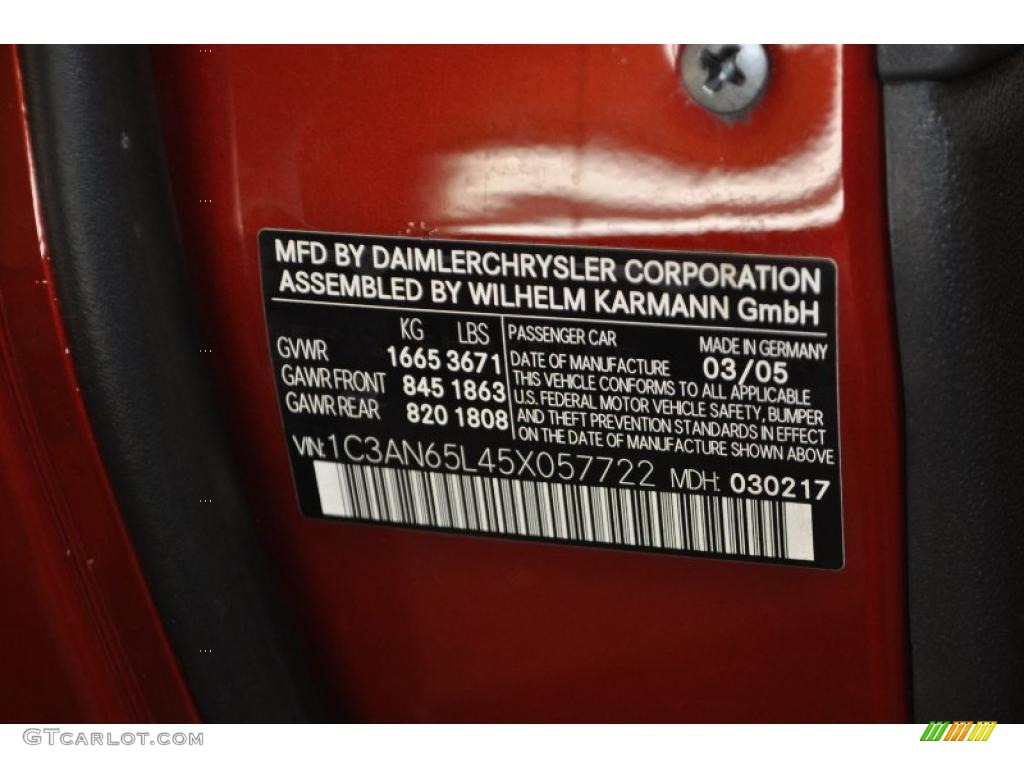 MFD BY DAIMLERCHRYSLER CORPORATION
ASSEMBLED BY WILHELM KARMANN GmbH
KG LBS
GVWR 1665 3671
GAWR FRONT 845 1863
GAWR REAR 820 1808
PASSENGER CAR MADE IN GERMANY
DATE OF MANUFACTURE 03/05
THIS VEHICLE CONFORMS TO ALL APPLICABLE
U.S. FEDERAL MOTOR VEHICLE SAFETY, BUMPER
AND THEFT PREVENTION STANDARDS IN EFFECT
ON THE DATE OF MANUFACTURE SHOWN ABOVE
VIN: 1C3AN65L45X057722 MDH: 030217
GTCARLOT.COM